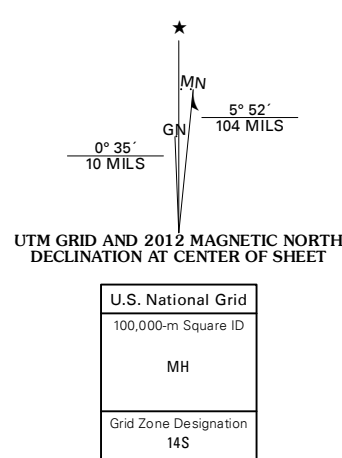 ★
MN
5° 52´
104 MILS
GN
0° 35´
10 MILS
UTM GRID AND 2012 MAGNETIC NORTH
DECLINATION AT CENTER OF SHEET
U.S. National Grid
100,000-m Square ID
MH
Grid Zone Designation
14S